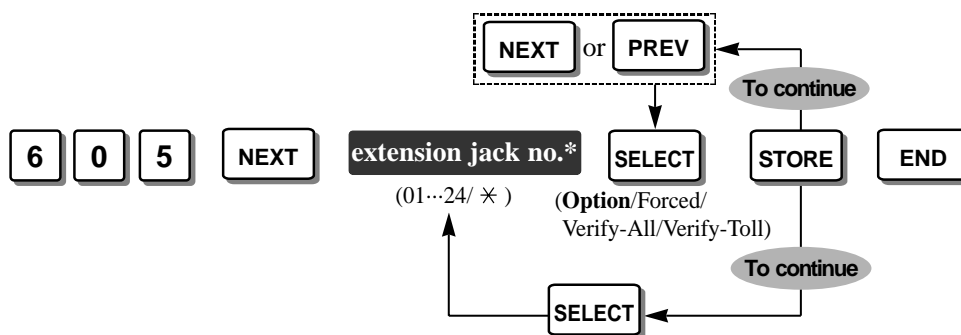 NEXT or PREV
To continue
6 0 5 NEXT extension jack no.* SELECT STORE END
(01···24/ ✳ ) (Option/Forced/
Verify-All/Verify-Toll)
To continue
SELECT